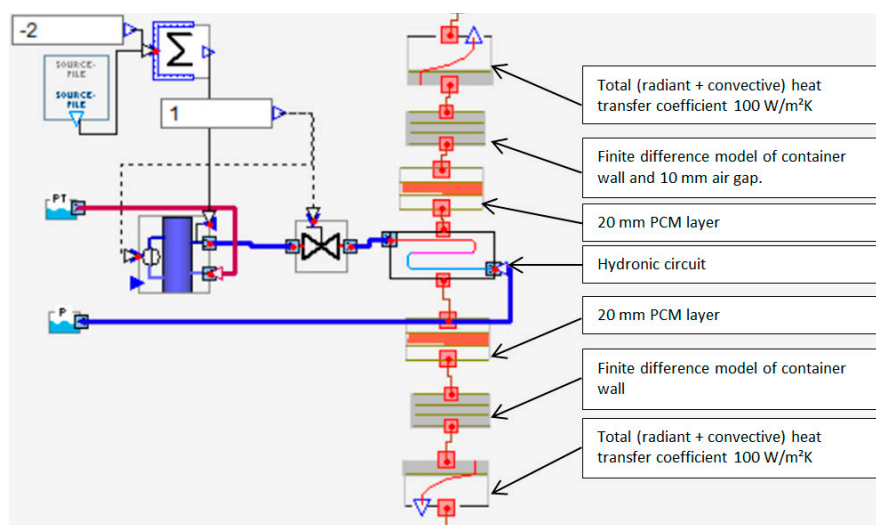 -2
Σ
SOURCE-
FILE
SOURCE-
FILE
1
PT
P
Total (radiant + convective) heat
transfer coefficient 100 W/m²K
Finite difference model of container
wall and 10 mm air gap.
20 mm PCM layer
Hydronic circuit
20 mm PCM layer
Finite difference model of container
wall
Total (radiant + convective) heat
transfer coefficient 100 W/m²K